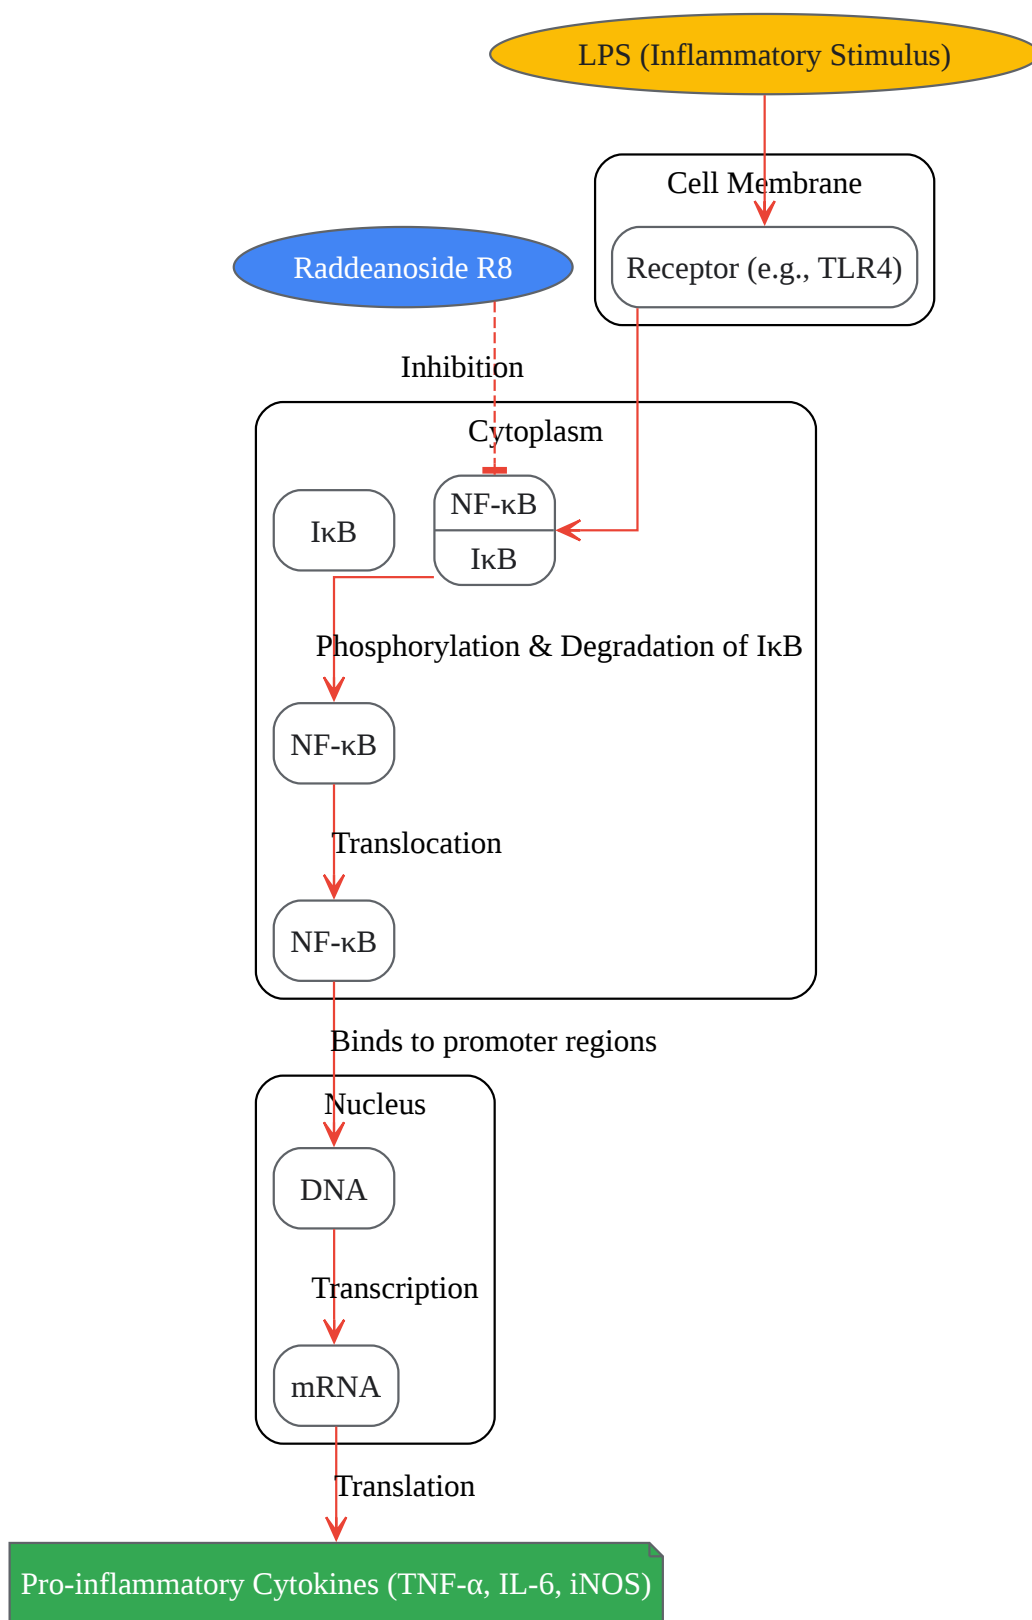 LPS (Inflammatory Stimulus)
Cell Membrane
Raddeanoside R8
Receptor (e.g., TLR4)
Inhibition
Cytoplasm
NF-κB
IκB
IκB
Phosphorylation & Degradation of IκB
NF-κB
Translocation
NF-κB
Binds to promoter regions
Nucleus
DNA
Transcription
mRNA
Translation
Pro-inflammatory Cytokines (TNF-α, IL-6, iNOS)